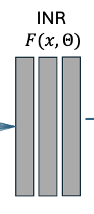 INR
F(x, Θ)